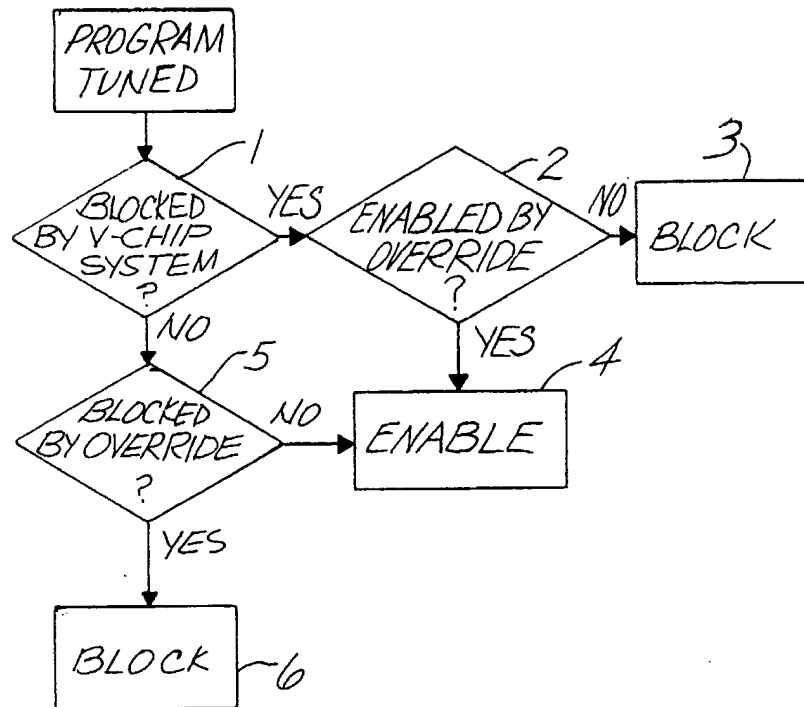 PROGRAM
TUNED
1
BLOCKED
BY V-CHIP
SYSTEM
?
YES
2
ENABLED BY
OVERRIDE
?
NO
3
BLOCK
NO
YES
5
BLOCKED
BY OVERRIDE
?
NO
4
ENABLE
YES
BLOCK
6